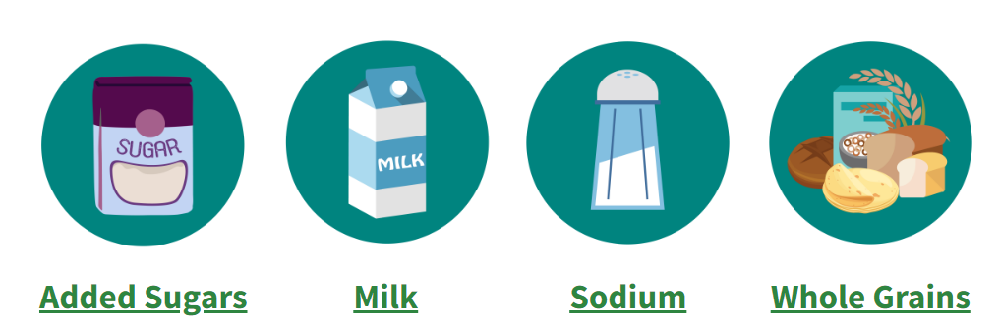 SUGAR
MILK
Added Sugars
Milk
Sodium
Whole Grains